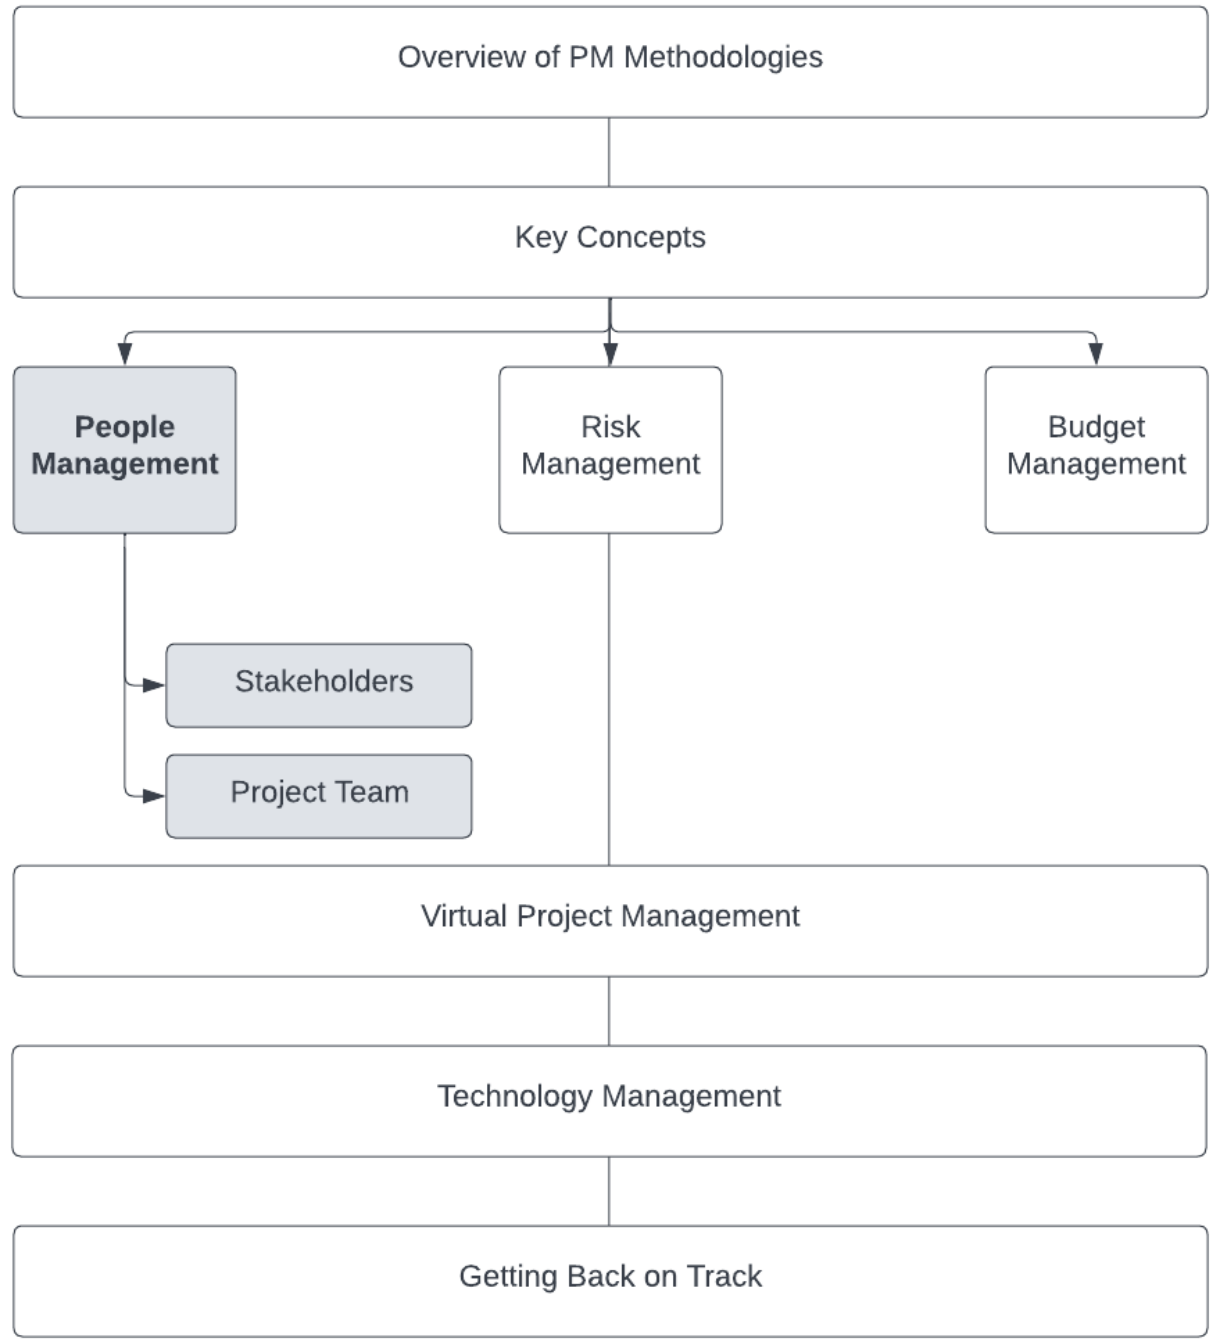 Overview of PM Methodologies
Key Concepts
People
Management
Risk
Management
Budget
Management
Stakeholders
Project Team
Virtual Project Management
Technology Management
Getting Back on Track